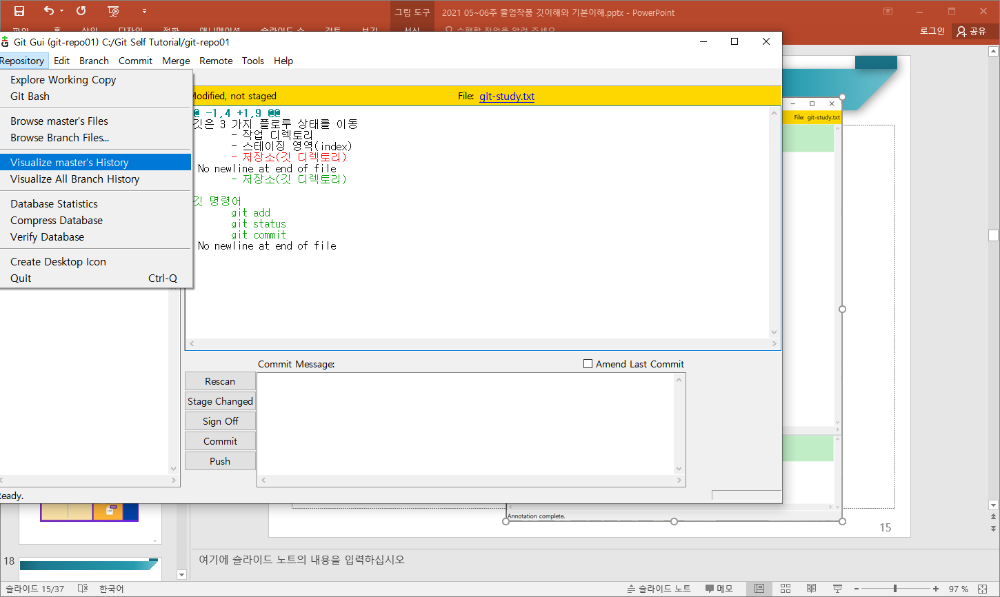 그림 도구
2021 05~06주 졸업작품 깃이해와 기본이해.pptx - PowerPoint
로그인
공유
Git Gui (git-repo01) C:/Git Self Tutorial/git-repo01
Repository Edit Branch Commit Merge Remote Tools Help
Explore Working Copy
Git Bash
Browse master's Files
Browse Branch Files...
Visualize master's History
Visualize All Branch History
Database Statistics
Compress Database
Verify Database
Create Desktop Icon
Quit Ctrl-Q
Modified, not staged File: git-study.txt
@ -1,4 +1,9 @@
깃은 3 가지 플로투 상태를 이동
- 작업 디렉토리
- 스테이징 영역(index)
- 저장소(깃 디렉토리)
No newline at end of file
- 저장소(깃 디렉토리)
깃 명령어
git add
git status
git commit
No newline at end of file
Commit Message:
Amend Last Commit
Rescan
Stage Changed
Sign Off
Commit
Push
Ready.
File: git-study.txt
Annotation complete.
15
18
여기에 슬라이드 노트의 내용을 입력하십시오
슬라이드 15/37 한국어 슬라이드 노트 메모 97 %